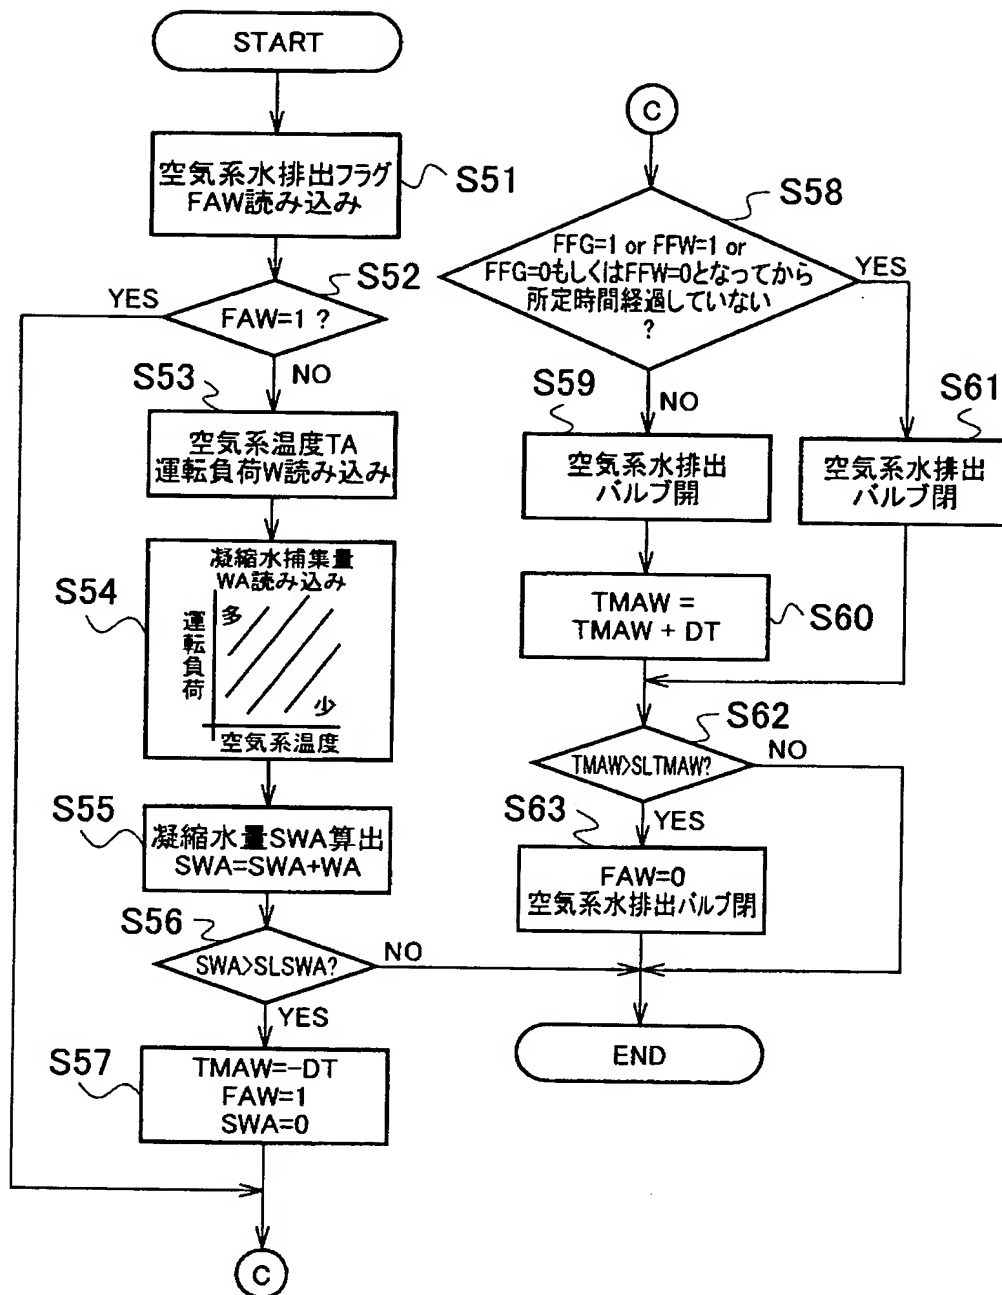 START
空気系水排出フラグ
FAW読み込み
S51
S52
YES
FAW=1 ?
NO
S53
空気系温度TA
運転負荷W読み込み
S54
凝縮水捕集量
WA読み込み
運転負荷
多
少
空気系温度
S55
凝縮水量SWA算出
SWA=SWA+WA
S56
SWA>SLSWA?
NO
YES
S57
TMAW=-DT
FAW=1
SWA=0
C
C
S58
FFG=1 or FFW=1 or
FFG=0もしくはFFW=0となってから
所定時間経過していない
?
YES
NO
S59
空気系水排出
バルブ開
S61
空気系水排出
バルブ閉
TMAW =
TMAW + DT
S60
S62
TMAW>SLTMAW?
NO
YES
S63
FAW=0
空気系水排出バルブ閉
END